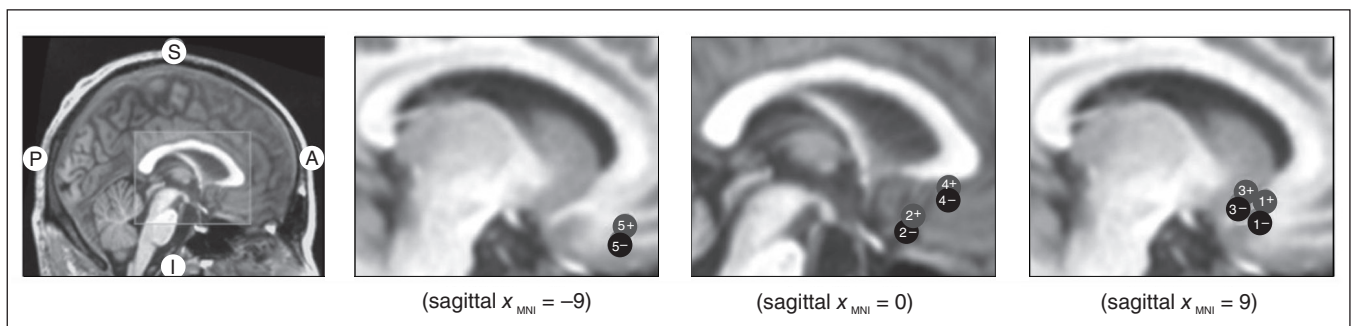 S
P
A
I
5+
5–
4+
4–
2+
2–
3+
3–
1+
1–
(sagittal x MNI = –9)
(sagittal x MNI = 0)
(sagittal x MNI = 9)